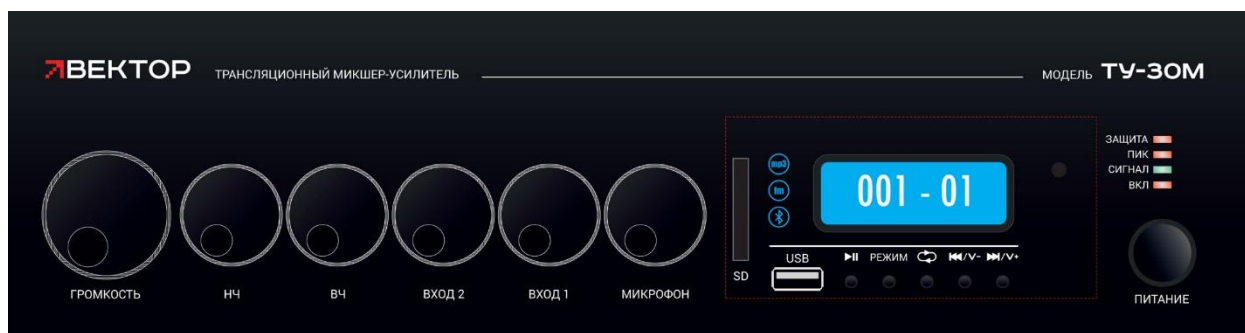 ВЕКТОР ТРАНСЛЯЦИОННЫЙ МИКШЕР-УСИЛИТЕЛЬ МОДЕЛЬ ТУ-30М
ЗАЩИТА
ПИК
СИГНАЛ
ВКЛ
mp3
fm
001 - 01
USB РЕЖИМ /V- /V+
SD
ГРОМКОСТЬ НЧ ВЧ ВХОД 2 ВХОД 1 МИКРОФОН ПИТАНИЕ